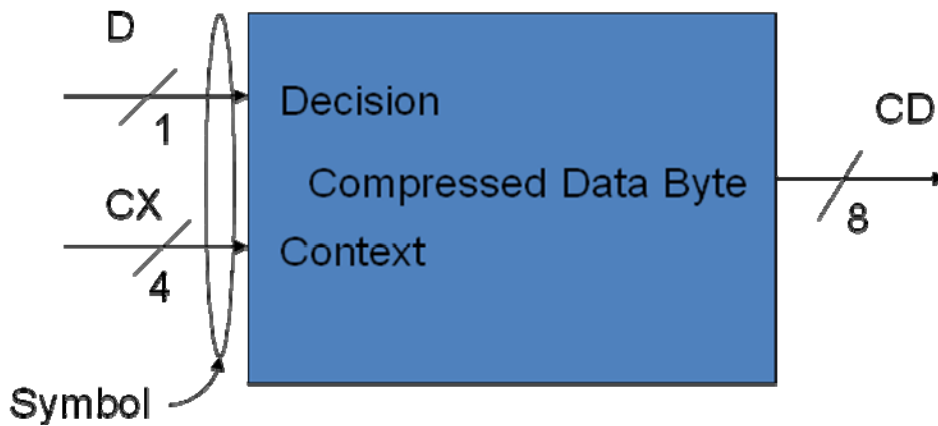 D
1
Decision
CD
Compressed Data Byte
8
CX
4
Context
Symbol